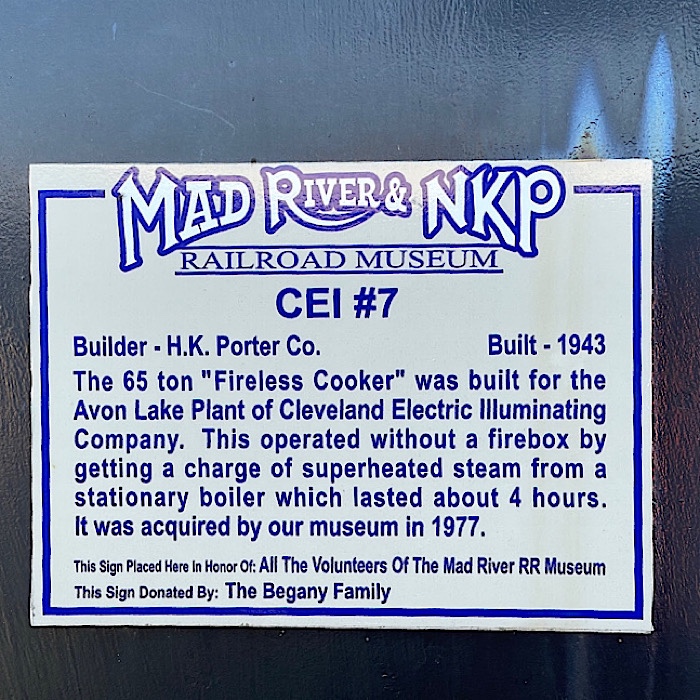 MAD RIVER & NKP
RAILROAD MUSEUM
CEI #7
Builder - H.K. Porter Co. Built - 1943
The 65 ton "Fireless Cooker" was built for the
Avon Lake Plant of Cleveland Electric Illuminating
Company. This operated without a firebox by
getting a charge of superheated steam from a
stationary boiler which lasted about 4 hours.
It was acquired by our museum in 1977.
This Sign Placed Here In Honor Of: All The Volunteers Of The Mad River RR Museum
This Sign Donated By: The Begany Family